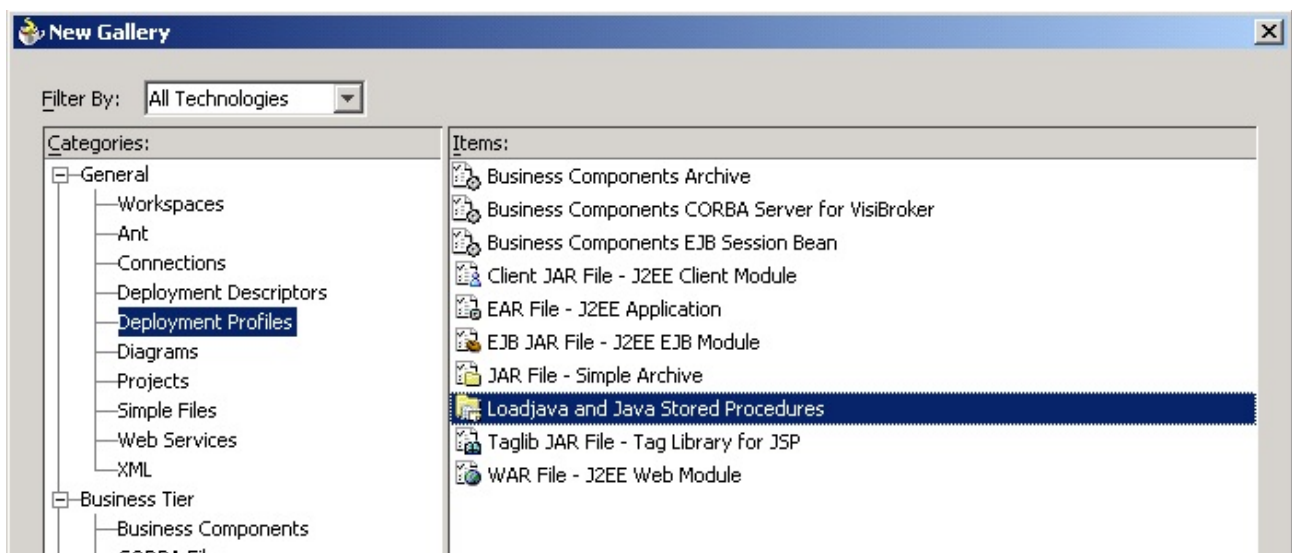 New Gallery
Filter By: All Technologies
Categories:
General
Workspaces
Ant
Connections
Deployment Descriptors
Deployment Profiles
Diagrams
Projects
Simple Files
Web Services
XML
Business Tier
Business Components
Items:
Business Components Archive
Business Components CORBA Server for VisiBroker
Business Components EJB Session Bean
Client JAR File - J2EE Client Module
EAR File - J2EE Application
EJB JAR File - J2EE EJB Module
JAR File - Simple Archive
Loadjava and Java Stored Procedures
Taglib JAR File - Tag Library for JSP
WAR File - J2EE Web Module